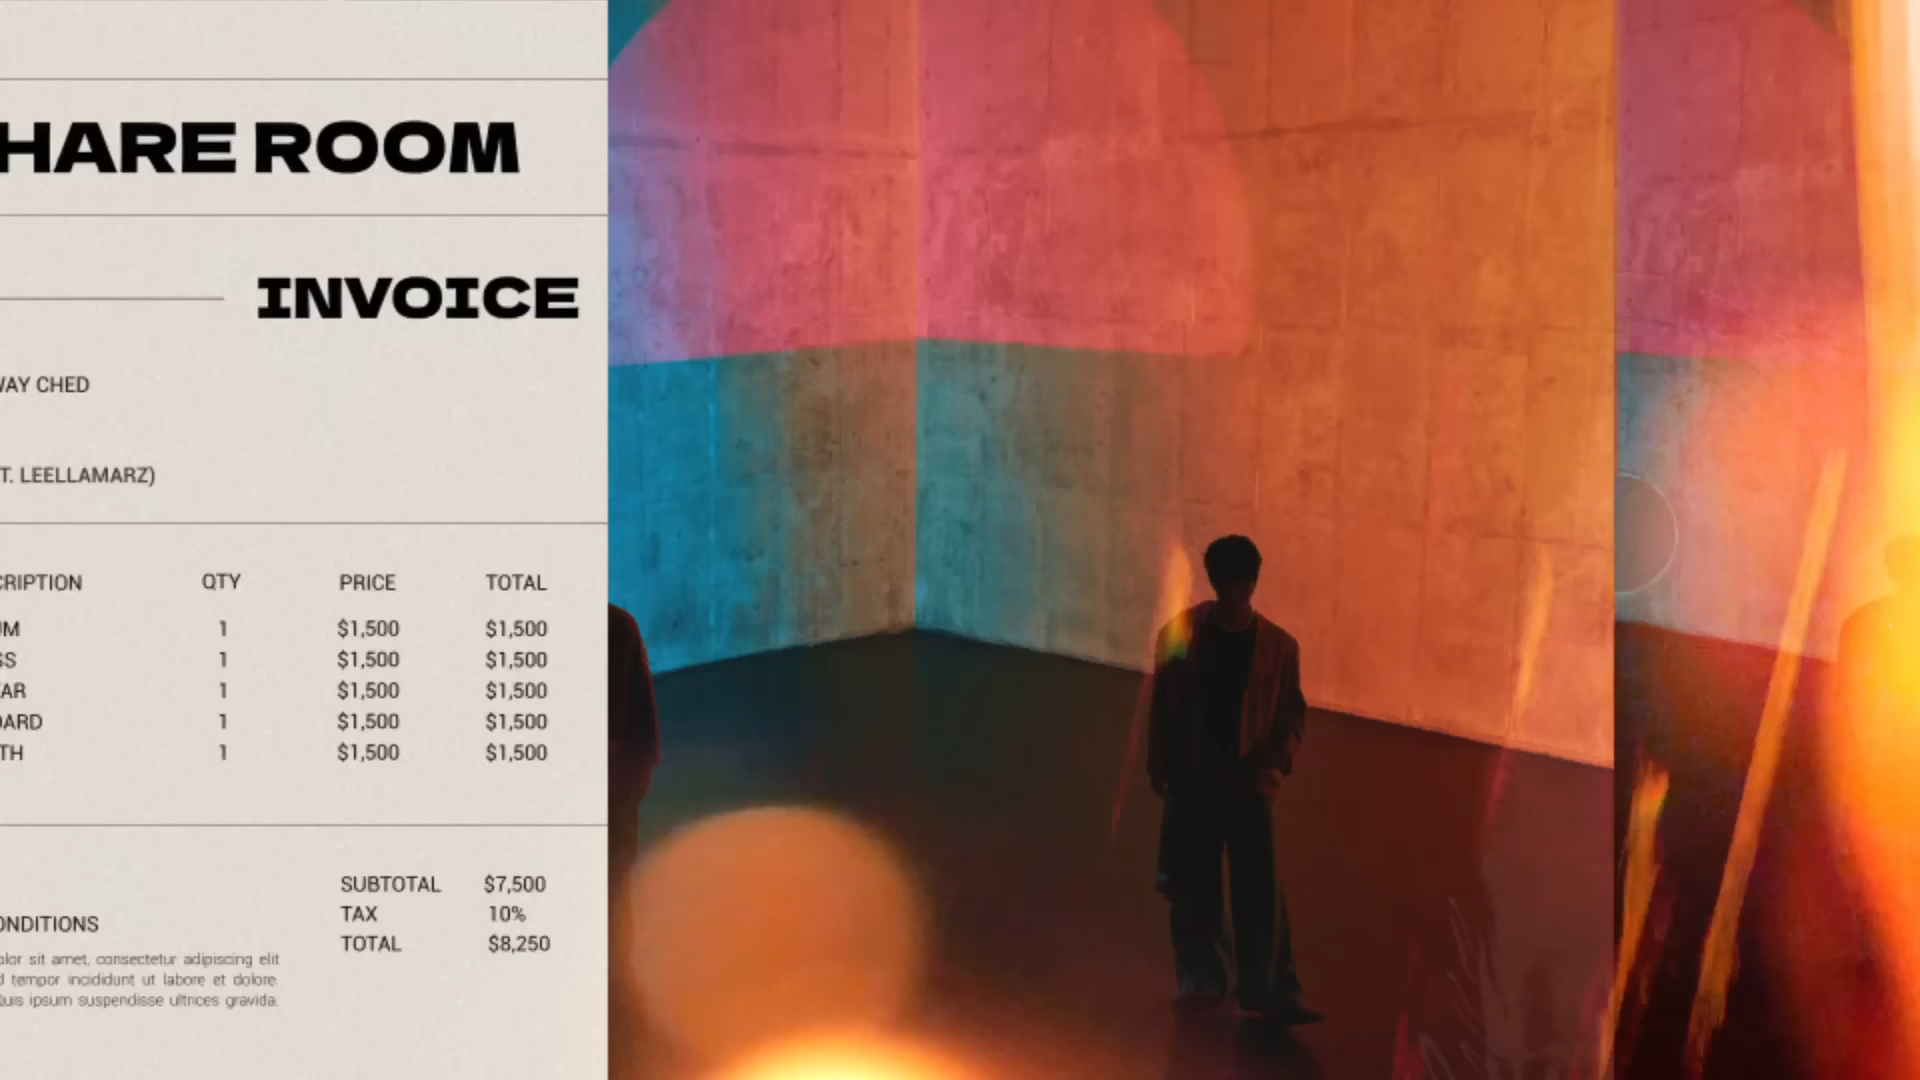 HARE ROOM
INVOICE
WAY CHED
T. LEELLAMARZ)
CRIPTION QTY PRICE TOTAL
UM 1 $1,500 $1,500
SS 1 $1,500 $1,500
AR 1 $1,500 $1,500
OARD 1 $1,500 $1,500
TH 1 $1,500 $1,500
SUBTOTAL $7,500
TAX 10%
TOTAL $8,250
ONDITIONS
olor sit amet, consectetur adipiscing elit
d tempor incididunt ut labore et dolore
Quis ipsum suspendisse ultrices gravida.